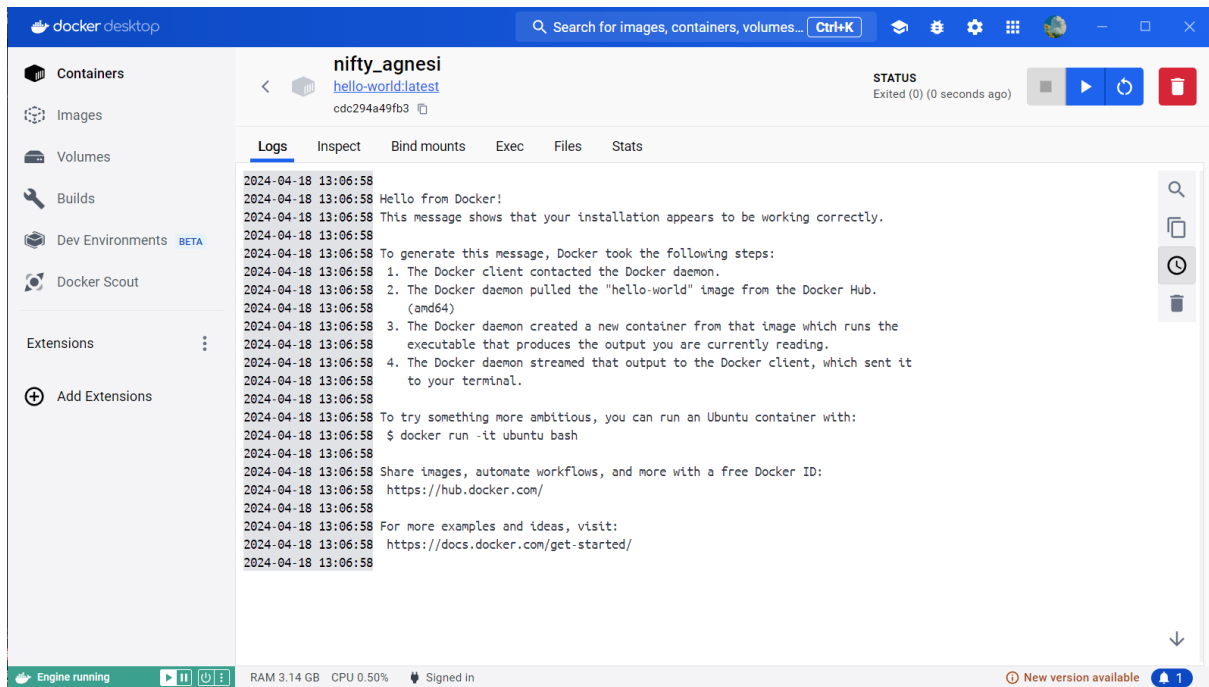 docker desktop
Search for images, containers, volumes... Ctrl+K
Containers
Images
Volumes
Builds
Dev Environments BETA
Docker Scout
Extensions
Add Extensions
nifty_agnesi
hello-world:latest
cdc294a49fb3
STATUS
Exited (0) (0 seconds ago)
Logs Inspect Bind mounts Exec Files Stats
2024-04-18 13:06:58
2024-04-18 13:06:58 Hello from Docker!
2024-04-18 13:06:58 This message shows that your installation appears to be working correctly.
2024-04-18 13:06:58
2024-04-18 13:06:58 To generate this message, Docker took the following steps:
2024-04-18 13:06:58  1. The Docker client contacted the Docker daemon.
2024-04-18 13:06:58  2. The Docker daemon pulled the "hello-world" image from the Docker Hub.
2024-04-18 13:06:58     (amd64)
2024-04-18 13:06:58  3. The Docker daemon created a new container from that image which runs the
2024-04-18 13:06:58     executable that produces the output you are currently reading.
2024-04-18 13:06:58  4. The Docker daemon streamed that output to the Docker client, which sent it
2024-04-18 13:06:58     to your terminal.
2024-04-18 13:06:58
2024-04-18 13:06:58 To try something more ambitious, you can run an Ubuntu container with:
2024-04-18 13:06:58  $ docker run -it ubuntu bash
2024-04-18 13:06:58
2024-04-18 13:06:58 Share images, automate workflows, and more with a free Docker ID:
2024-04-18 13:06:58  https://hub.docker.com/
2024-04-18 13:06:58
2024-04-18 13:06:58 For more examples and ideas, visit:
2024-04-18 13:06:58  https://docs.docker.com/get-started/
2024-04-18 13:06:58
Engine running
RAM 3.14 GB CPU 0.50% Signed in
New version available 1